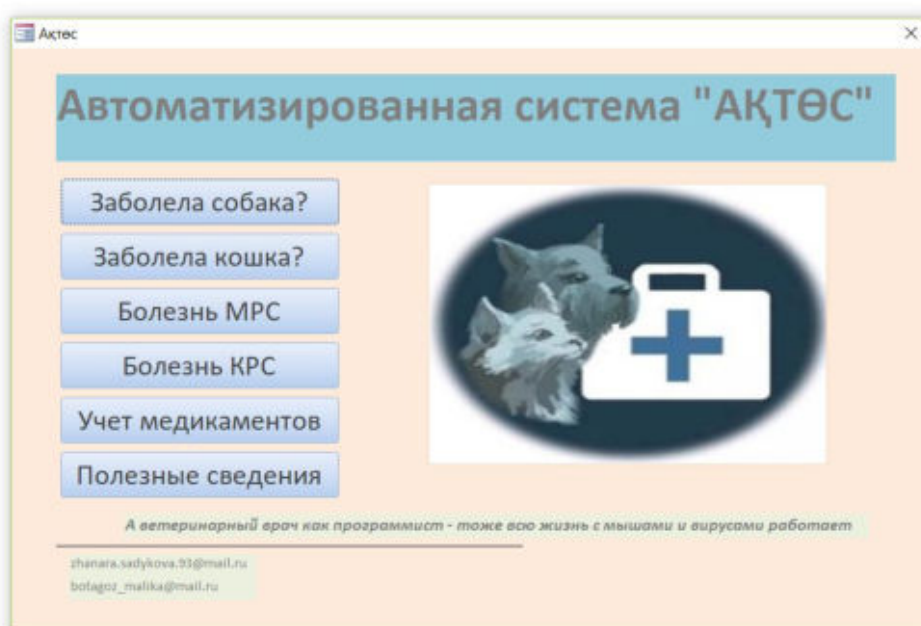 Ақтөс
Автоматизированная система "АҚТӨС"
Заболела собака?
Заболела кошка?
Болезнь МРС
Болезнь КРС
Учет медикаментов
Полезные сведения
А ветеринарный врач как программист - тоже всю жизнь с мышами и вирусами работает
zhanara.sadykova.93@mail.ru
botagoz_malika@mail.ru